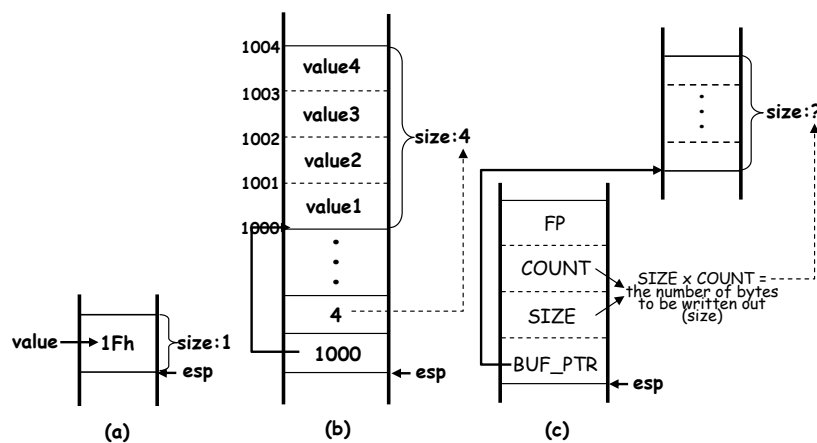 value
1Fh
size:1
esp
(a)
1004
value4
1003
value3
1002
value2
1001
value1
1000
size:4
4
1000
esp
(b)
size:?
FP
COUNT
SIZE
BUF_PTR
SIZE x COUNT =
the number of bytes
to be written out
(size)
esp
(c)